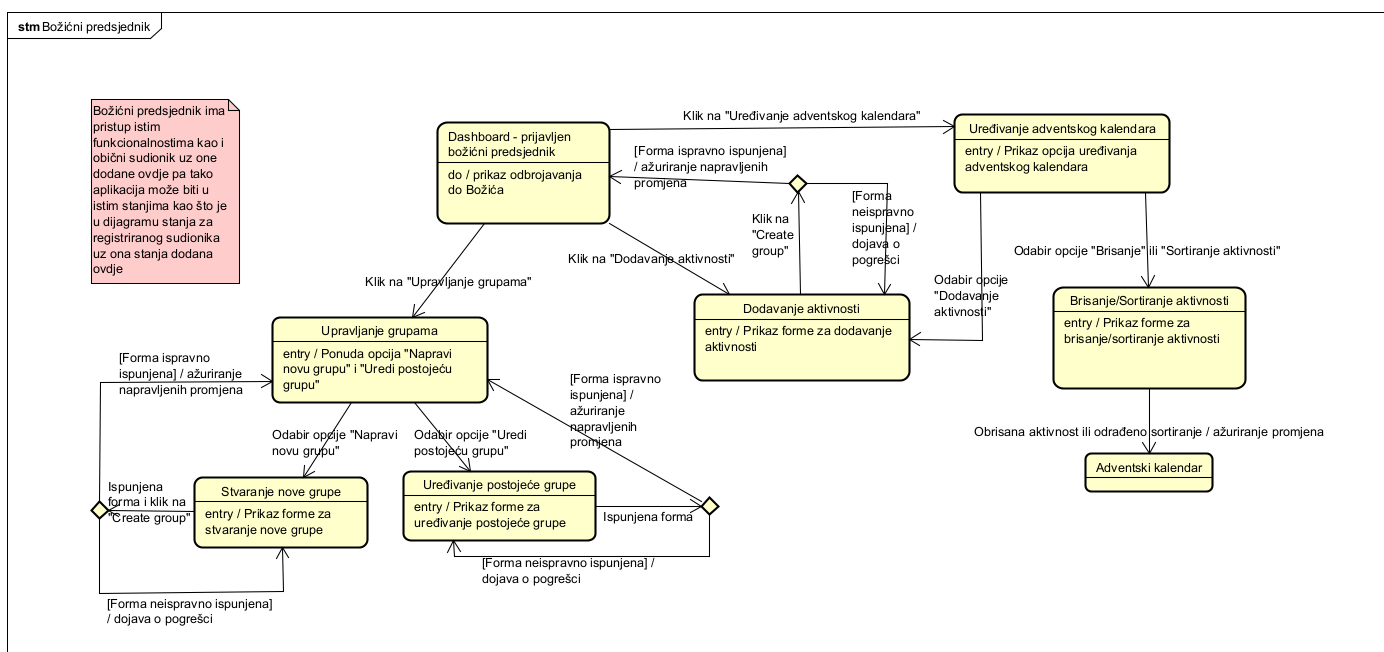 stm Božićni predsjednik
Božićni predsjednik ima
pristup istim
funkcionalnostima kao i
obični sudionik uz one
dodane ovdje pa tako
aplikacija može biti u
istim stanjima kao što je
u dijagramu stanja za
registriranog sudionika
uz ona stanja dodana
ovdje
Dashboard - prijavljen
božićni predsjednik
do / prikaz odbrojavanja
do Božića
Klik na "Uređivanje adventskog kalendara"
Uređivanje adventskog kalendara
entry / Prikaz opcija uređivanja
adventskog kalendara
[Forma ispravno ispunjena]
/ ažuriranje napravljenih
promjena
Klik na
"Create
group"
[Forma
neispravno
ispunjena] /
dojava o
pogrešci
Klik na "Dodavanje aktivnosti"
Klik na "Upravljanje grupama"
Odabir opcije
"Dodavanje
aktivnosti"
Odabir opcije "Brisanje" ili "Sortiranje aktivnosti"
Dodavanje aktivnosti
entry / Prikaz forme za dodavanje
aktivnosti
Brisanje/Sortiranje aktivnosti
entry / Prikaz forme za
brisanje/sortiranje aktivnosti
Upravljanje grupama
entry / Ponuda opcija "Napravi
novu grupu" i "Uredi postojeću
grupu"
[Forma ispravno
ispunjena] / ažuriranje
napravljenih promjena
[Forma ispravno
ispunjena] /
ažuriranje
napravljenih
promjena
Odabir opcije "Napravi
novu grupu"
Odabir opcije "Uredi
postojeću grupu"
Obrisana aktivnost ili odrađeno sortiranje / ažuriranje promjena
Adventski kalendar
Ispunjena
forma i klik na
"Create group"
Stvaranje nove grupe
entry / Prikaz forme za
stvaranje nove grupe
Uređivanje postojeće grupe
entry / Prikaz forme za
uređivanje postojeće grupe
Ispunjena forma
[Forma neispravno ispunjena] /
dojava o pogrešci
[Forma neispravno ispunjena]
/ dojava o pogrešci